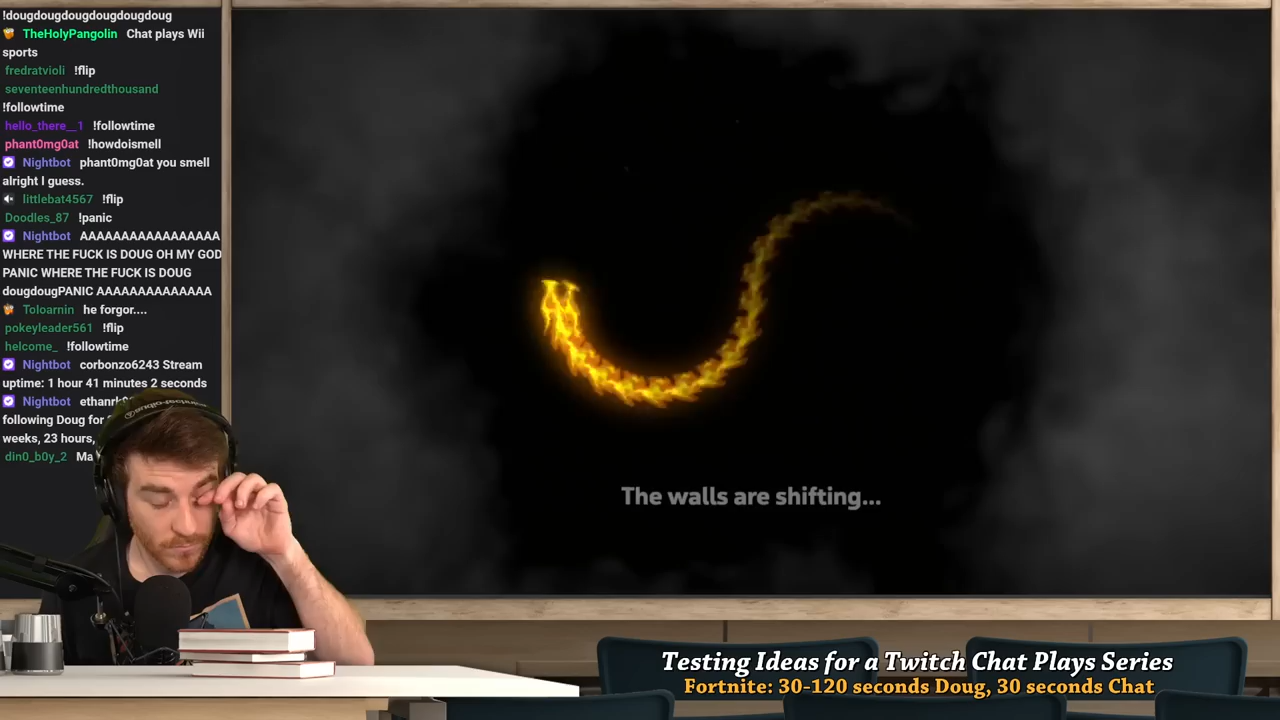 !dougdougdougdougdougdoug
TheHolyPangolin Chat plays Wii
sports
fredratvioli !flip
seventeenhundredthousand
!followtime
hello_there__1 !followtime
phant0mg0at !howdoismell
Nightbot phant0mg0at you smell
alright I guess.
littlebat4567 !flip
Doodles_87 !panic
Nightbot AAAAAAAAAAAAAAAAA
WHERE THE FUCK IS DOUG OH MY GOD
PANIC WHERE THE FUCK IS DOUG
dougdougPANIC AAAAAAAAAAAAAA
Toloarnin he forgor....
pokeyleader561 !flip
helcome_ !followtime
Nightbot corbonzo6243 Stream
uptime: 1 hour 41 minutes 2 seconds
Nightbot
following Doug for
weeks, 23 hours,
din0_b0y_2
The walls are shifting...
Testing Ideas for a Twitch Chat Plays Series
Fortnite: 30-120 seconds Doug, 30 seconds Chat